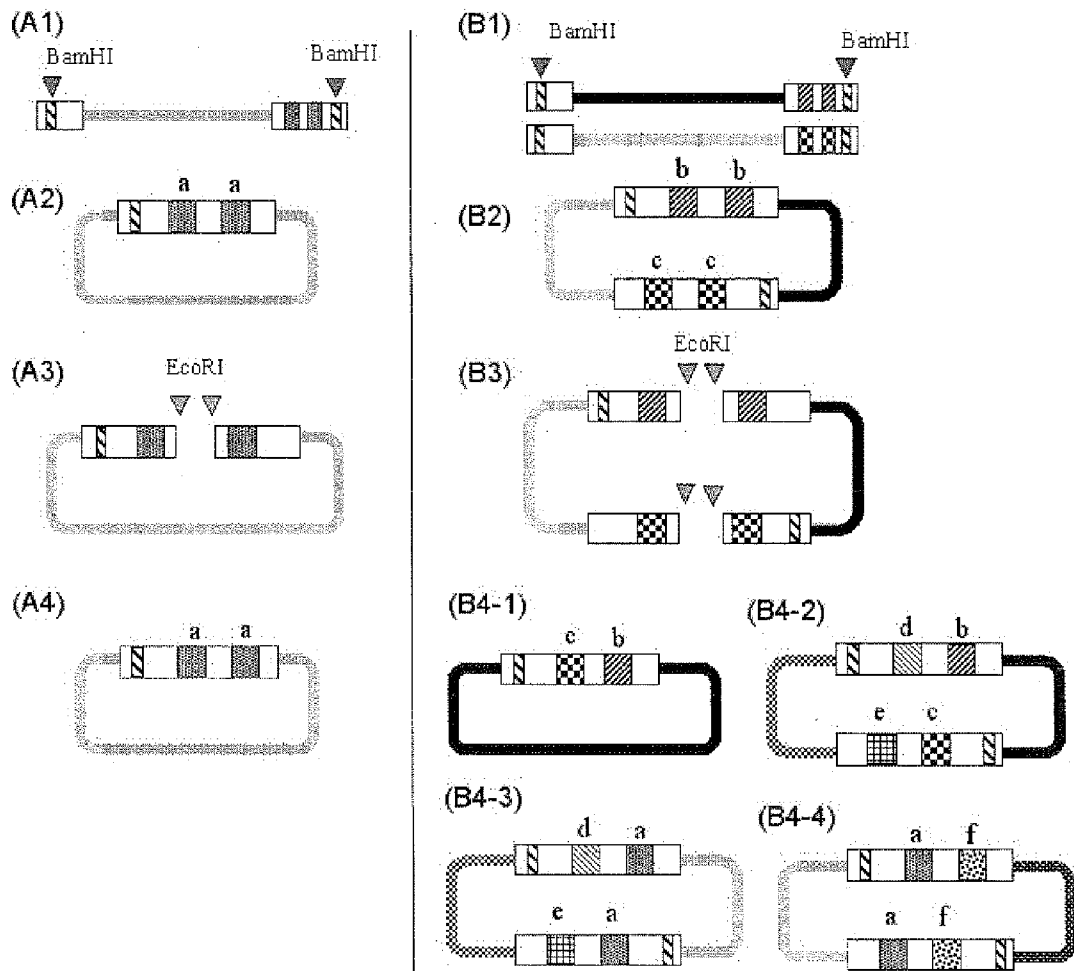 (A1)
BamHI
BamHI
(A2)
a a
(A3)
EcoRI
(A4)
a a
(B1)
BamHI
BamHI
(B2)
b b
c c
(B3)
EcoRI
(B4-1)
c b
(B4-2)
d b
e c
(B4-3)
d a
e a
(B4-4)
a f
a f